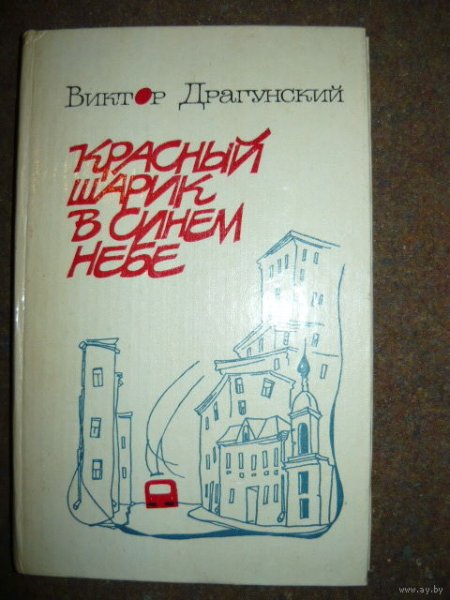 Виктор Драгунский
КРАСНЫЙ
ШАРИК
В СИНЕМ
НЕБЕ
www.ay.by